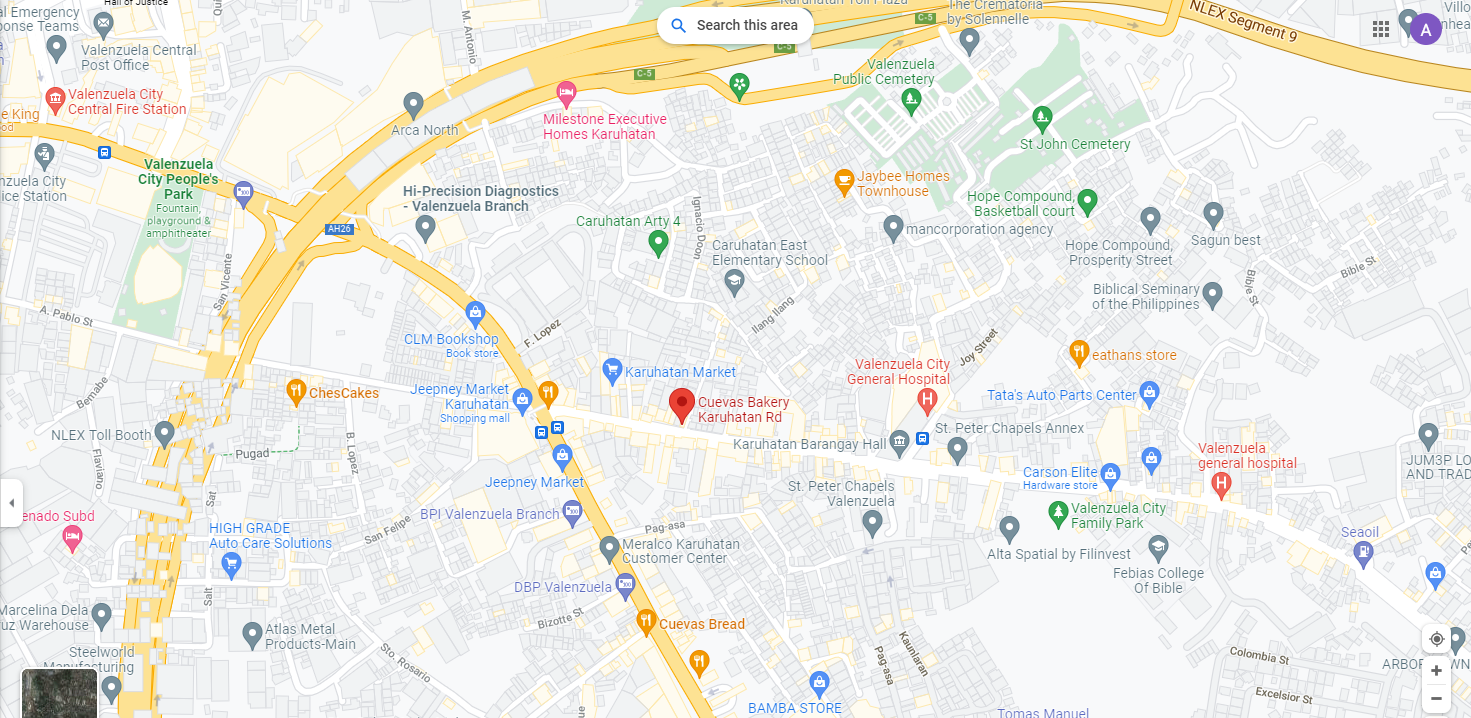 Hall of Justice
al Emergency
ponse Teams
Valenzuela Central
Post Office
Valenzuela City
Central Fire Station
e King
M. Antonio
Search this area
C-5
C-5
C-5
The Crematoria
by Solennelle
NLEX Segment 9
A
Valenzuela
Public Cemetery
Arca North
Milestone Executive
Homes Karuhatan
St John Cemetery
Valenzuela
City People's
Park
Fountain,
playground &
amphitheater
nzuela City
ice Station
Hi-Precision Diagnostics
- Valenzuela Branch
AH26
Jaybee Homes
Townhouse
Hope Compound,
Basketball court
Caruhatan Arty 4
Ignacio Doon
mancorporation agency
Caruhatan East
Elementary School
Hope Compound,
Prosperity Street
Sagun best
Bible St
Bible St
Biblical Seminary
of the Philippines
San Vicente
A. Pablo St
CLM Bookshop
Book store
F. Lopez
Ilang Ilang
Joy Street
eathans store
Valenzuela City
General Hospital
Karuhatan Market
Bernabe
ChesCakes
Jeepney Market
Karuhatan
Shopping mall
Cuevas Bakery
Karuhatan Rd
Tata's Auto Parts Center
NLEX Toll Booth
Karuhatan Barangay Hall
St. Peter Chapels Annex
Flaviano
Pugad
B. Lopez
Jeepney Market
Carson Elite
Hardware store
Valenzuela
general hospital
JUM3P LO
AND TRAD
St. Peter Chapels
Valenzuela
Sat
enado Subd
BPI Valenzuela Branch
Pag-asa
Valenzuela City
Family Park
HIGH GRADE
Auto Care Solutions
San Felipe
Meralco Karuhatan
Customer Center
Alta Spatial by Filinvest
Seaoil
Febias College
Of Bible
DBP Valenzuela
Salt
Marcelina Dela
uz Warehouse
Atlas Metal
Products-Main
Bizotte St
Cuevas Bread
Steelworld
Manufacturing
Sto. Rosario
Kaunlaran
Pag-asa
Colombia St
Excelsior St
BAMBA STORE
Tomas Manuel